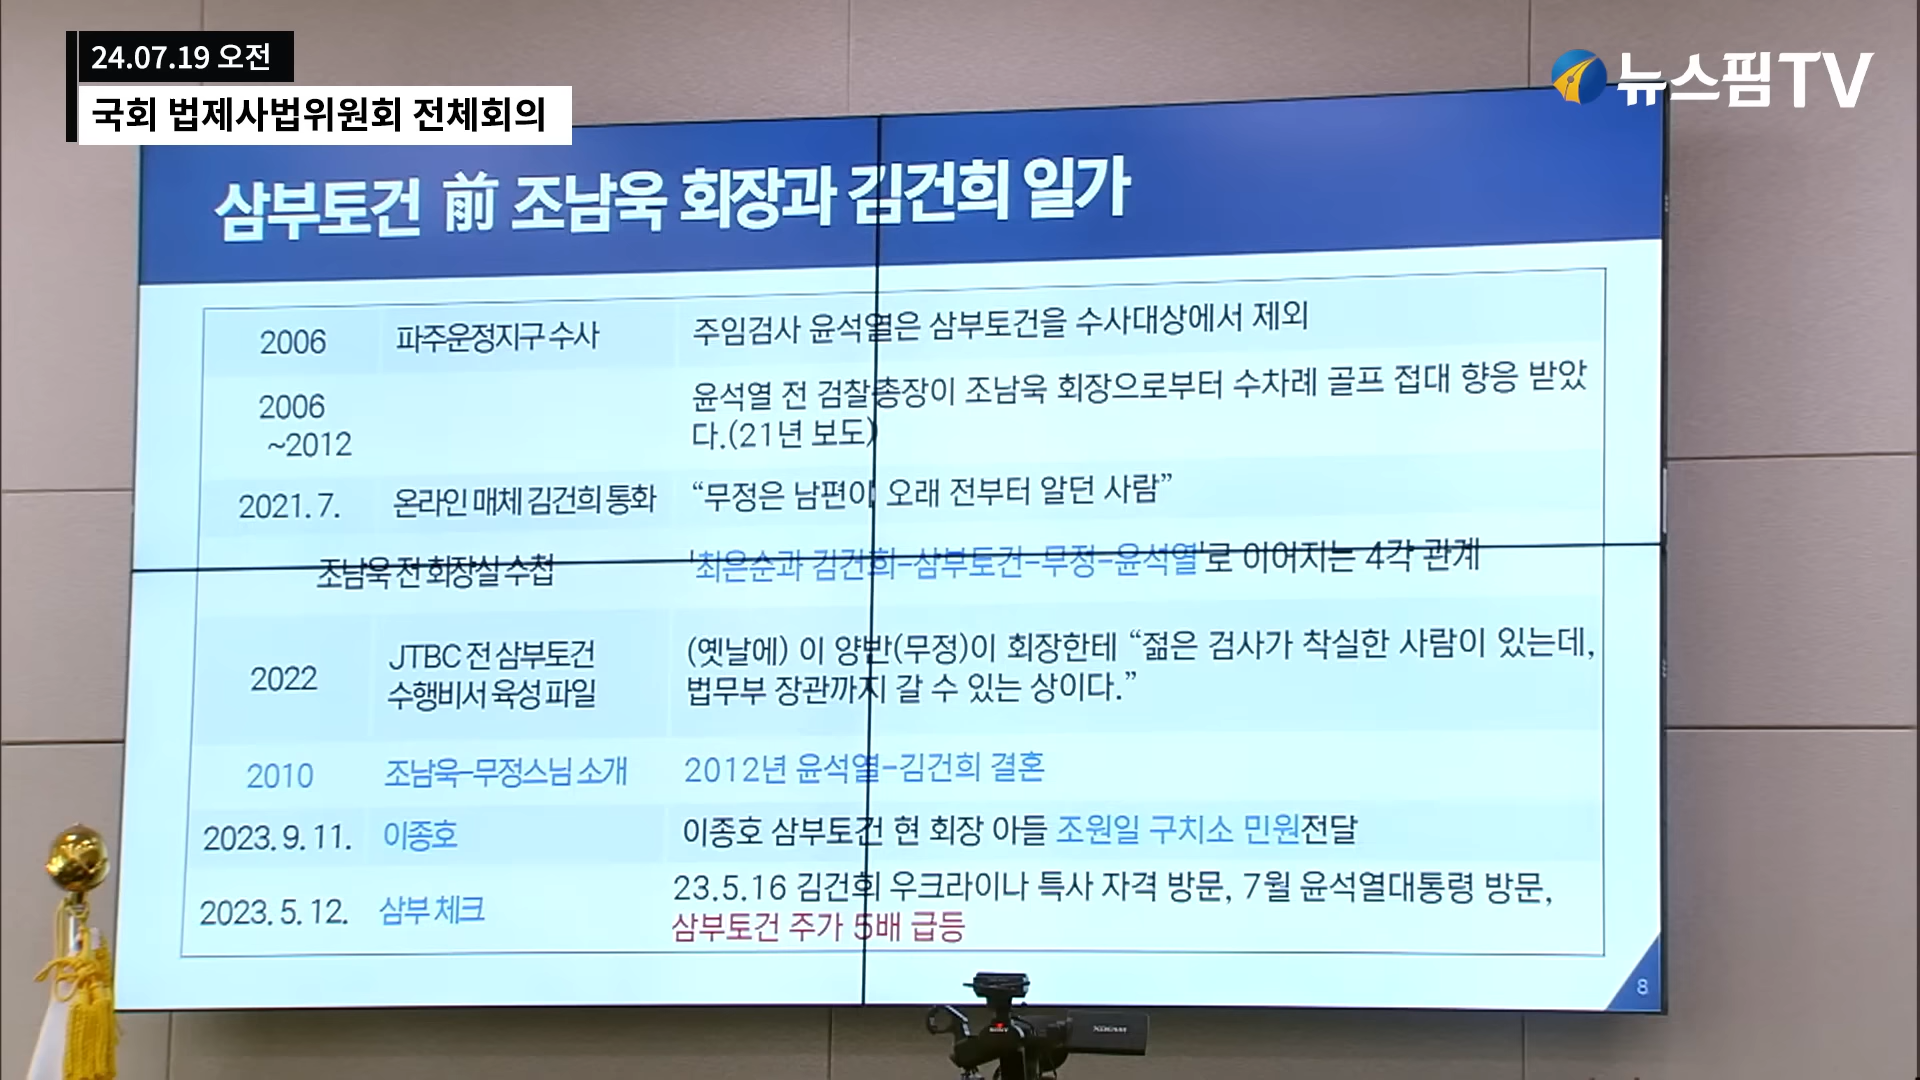 24.07.19 오전
국회 법제사법위원회 전체회의
뉴스핌TV
삼부토건 前 조남욱 회장과 김건희 일가
2006 파주운정지구 수사 주임검사 윤석열은 삼부토건을 수사대상에서 제외
2006
~2012
윤석열 전 검찰총장이 조남욱 회장으로부터 수차례 골프 접대 향응 받았
다.(21년 보도)
2021. 7. 온라인 매체 김건희 통화 “무정은 남편이 오래 전부터 알던 사람”
조남욱 전 회장실 수첩 '최은순과 김건희-삼부토건-무정-윤석열'로 이어지는 4각 관계
2022
JTBC 전 삼부토건
수행비서 육성 파일
(옛날에) 이 양반(무정)이 회장한테 “젊은 검사가 착실한 사람이 있는데,
법무부 장관까지 갈 수 있는 상이다.”
2010 조남욱-무정스님 소개 2012년 윤석열-김건희 결혼
2023. 9. 11. 이종호 이종호 삼부토건 현 회장 아들 조원일 구치소 민원전달
2023. 5. 12. 삼부 체크
23.5.16 김건희 우크라이나 특사 자격 방문, 7월 윤석열대통령 방문,
삼부토건 주가 5배 급등
8